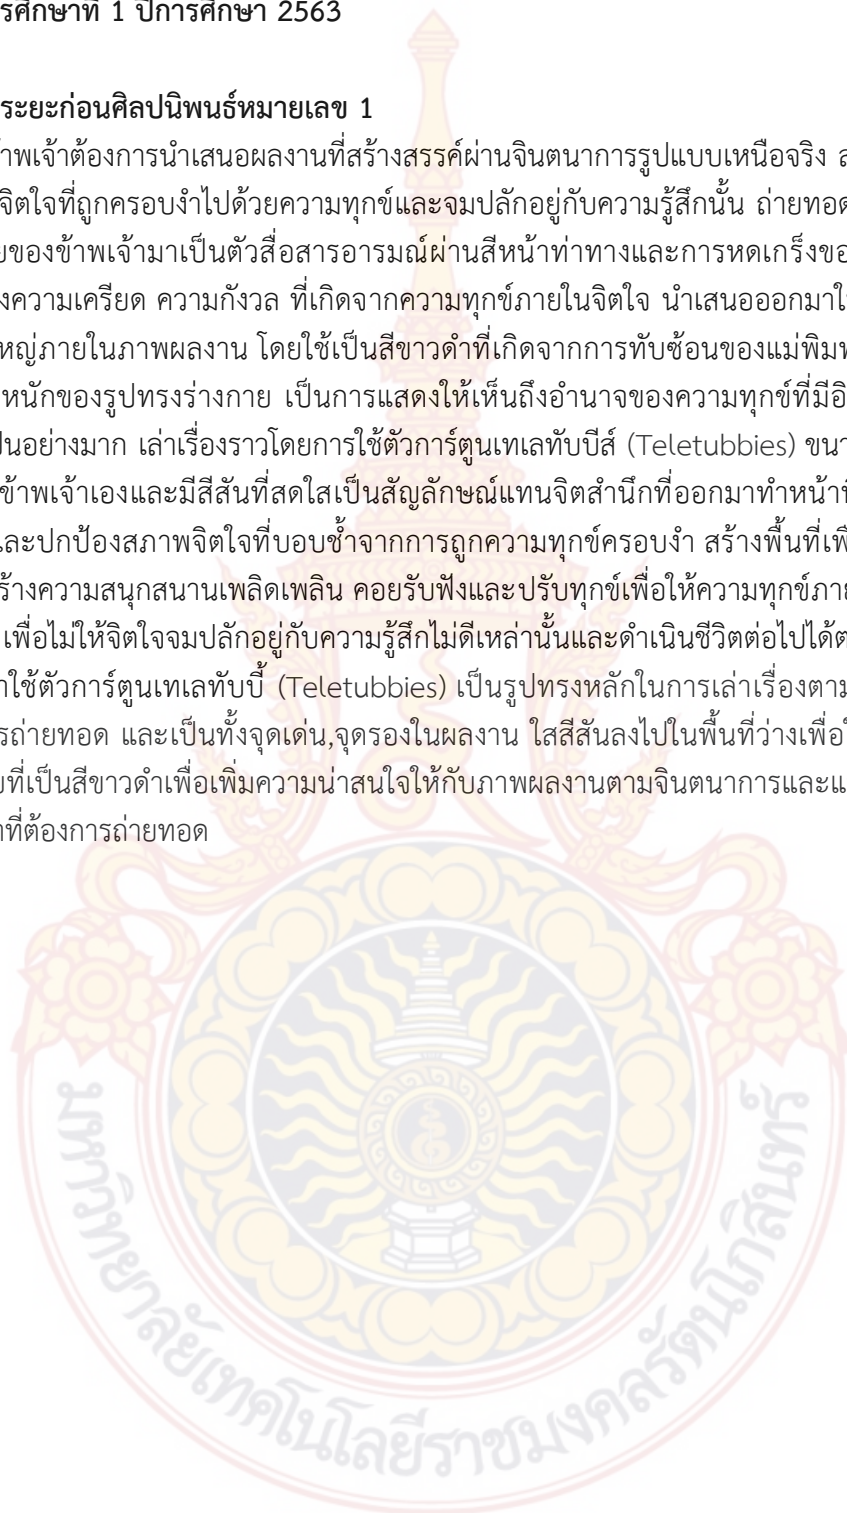 รศึกษาที่ 1 ปีการศึกษา 2563
ระยะก่อนศิลปนิพนธ์หมายเลข 1
าพเจ้าต้องการนำเสนอผลงานที่สร้างสรรค์ผ่านจินตนาการรูปแบบเหนือจริง
จิตใจที่ถูกครอบงำไปด้วยความทุกข์และจมปลักอยู่กับความรู้สึกนั้น ถ่ายทอด
ยของข้าพเจ้ามาเป็นตัวสื่อสารอารมณ์ผ่านสีหน้าท่าทางและการหดเกร็งขอ
งความเครียด ความกังวล ที่เกิดจากความทุกข์ภายในจิตใจ นำเสนอออกมาใ
หญ่ภายในภาพผลงาน โดยใช้เป็นสีขาวดำที่เกิดจากการทับซ้อนของแม่พิมพ
หนักของรูปทรงร่างกาย เป็นการแสดงให้เห็นถึงอำนาจของความทุกข์ที่มีอิ
ป็นอย่างมาก เล่าเรื่องราวโดยการใช้ตัวการ์ตูนเทเลทับบีส์ (Teletubbies) ขนา
ข้าพเจ้าเองและมีสีสันที่สดใสเป็นสัญลักษณ์แทนจิตสำนึกที่ออกมาทำหน้าที
และปกป้องสภาพจิตใจที่บอบช้ำจากการถูกความทุกข์ครอบงำ สร้างพื้นที่เพื
ร้างความสนุกสนานเพลิดเพลิน คอยรับฟังและปรับทุกข์เพื่อให้ความทุกข์ภาย
เพื่อไม่ให้จิตใจจมปลักอยู่กับความรู้สึกไม่ดีเหล่านั้นและดำเนินชีวิตต่อไปได้ต
าใช้ตัวการ์ตูนเทเลทับบี้ (Teletubbies) เป็นรูปทรงหลักในการเล่าเรื่องตาม
รถ่ายทอด และเป็นทั้งจุดเด่น,จุดรองในผลงาน ใสสีสันลงไปในพื้นที่ว่างเพื่อใ
ยที่เป็นสีขาวดำเพื่อเพิ่มความน่าสนใจให้กับภาพผลงานตามจินตนาการและแ
าที่ต้องการถ่ายทอด
มหาวิทยาลัยเทคโนโลยีราชมงคลรัตนโกสินทร์